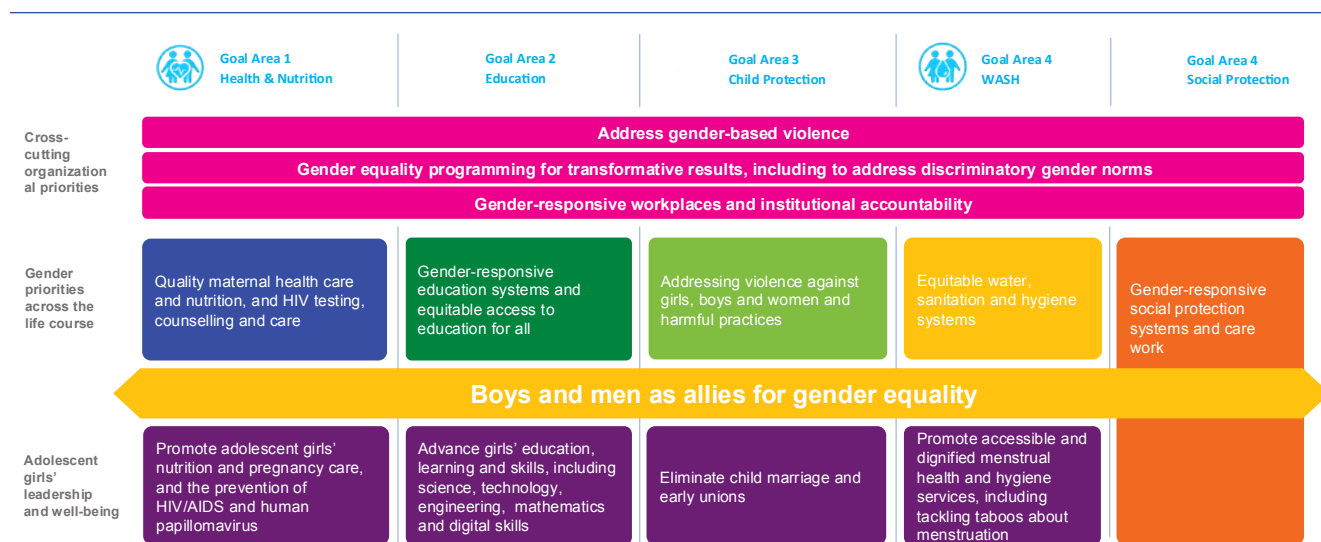 Goal Area 1
Health & Nutrition
Goal Area 2
Education
Goal Area 3
Child Protection
Goal Area 4
WASH
Goal Area 4
Social Protection
Cross-
cutting
organization
al priorities
Address gender-based violence
Gender equality programming for transformative results, including to address discriminatory gender norms
Gender-responsive workplaces and institutional accountability
Gender
priorities
across the
life course
Quality maternal health care
and nutrition, and HIV testing,
counselling and care
Gender-responsive
education systems and
equitable access to
education for all
Addressing violence against
girls, boys and women and
harmful practices
Equitable water,
sanitation and hygiene
systems
Gender-responsive
social protection
systems and care
work
Boys and men as allies for gender equality
Adolescent
girls'
leadership
and well-being
Promote adolescent girls'
nutrition and pregnancy care,
and the prevention of
HIV/AIDS and human
papillomavirus
Advance girls' education,
learning and skills, including
science, technology,
engineering, mathematics
and digital skills
Eliminate child marriage and
early unions
Promote accessible and
dignified menstrual
health and hygiene
services, including
tackling taboos about
menstruation